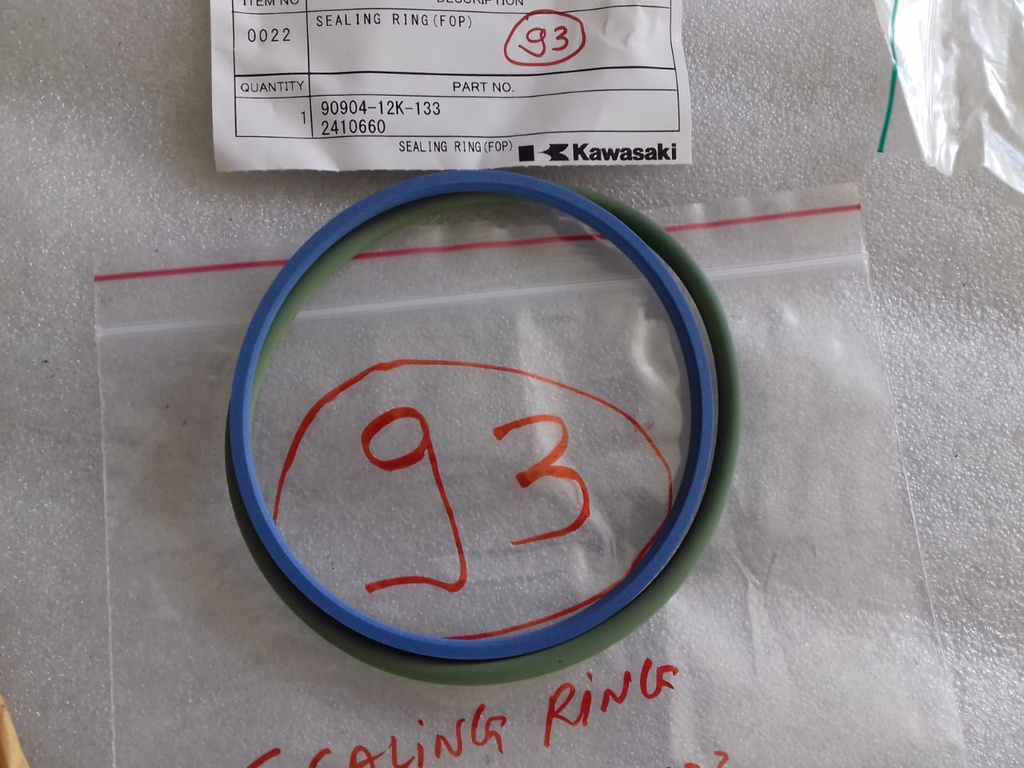 ITEM NO DESCRIPTION
0022 SEALING RING(FOP) 93
QUANTITY PART NO.
1 90904-12K-133
2410660
SEALING RING(FOP) Kawasaki
93
SEALING RING